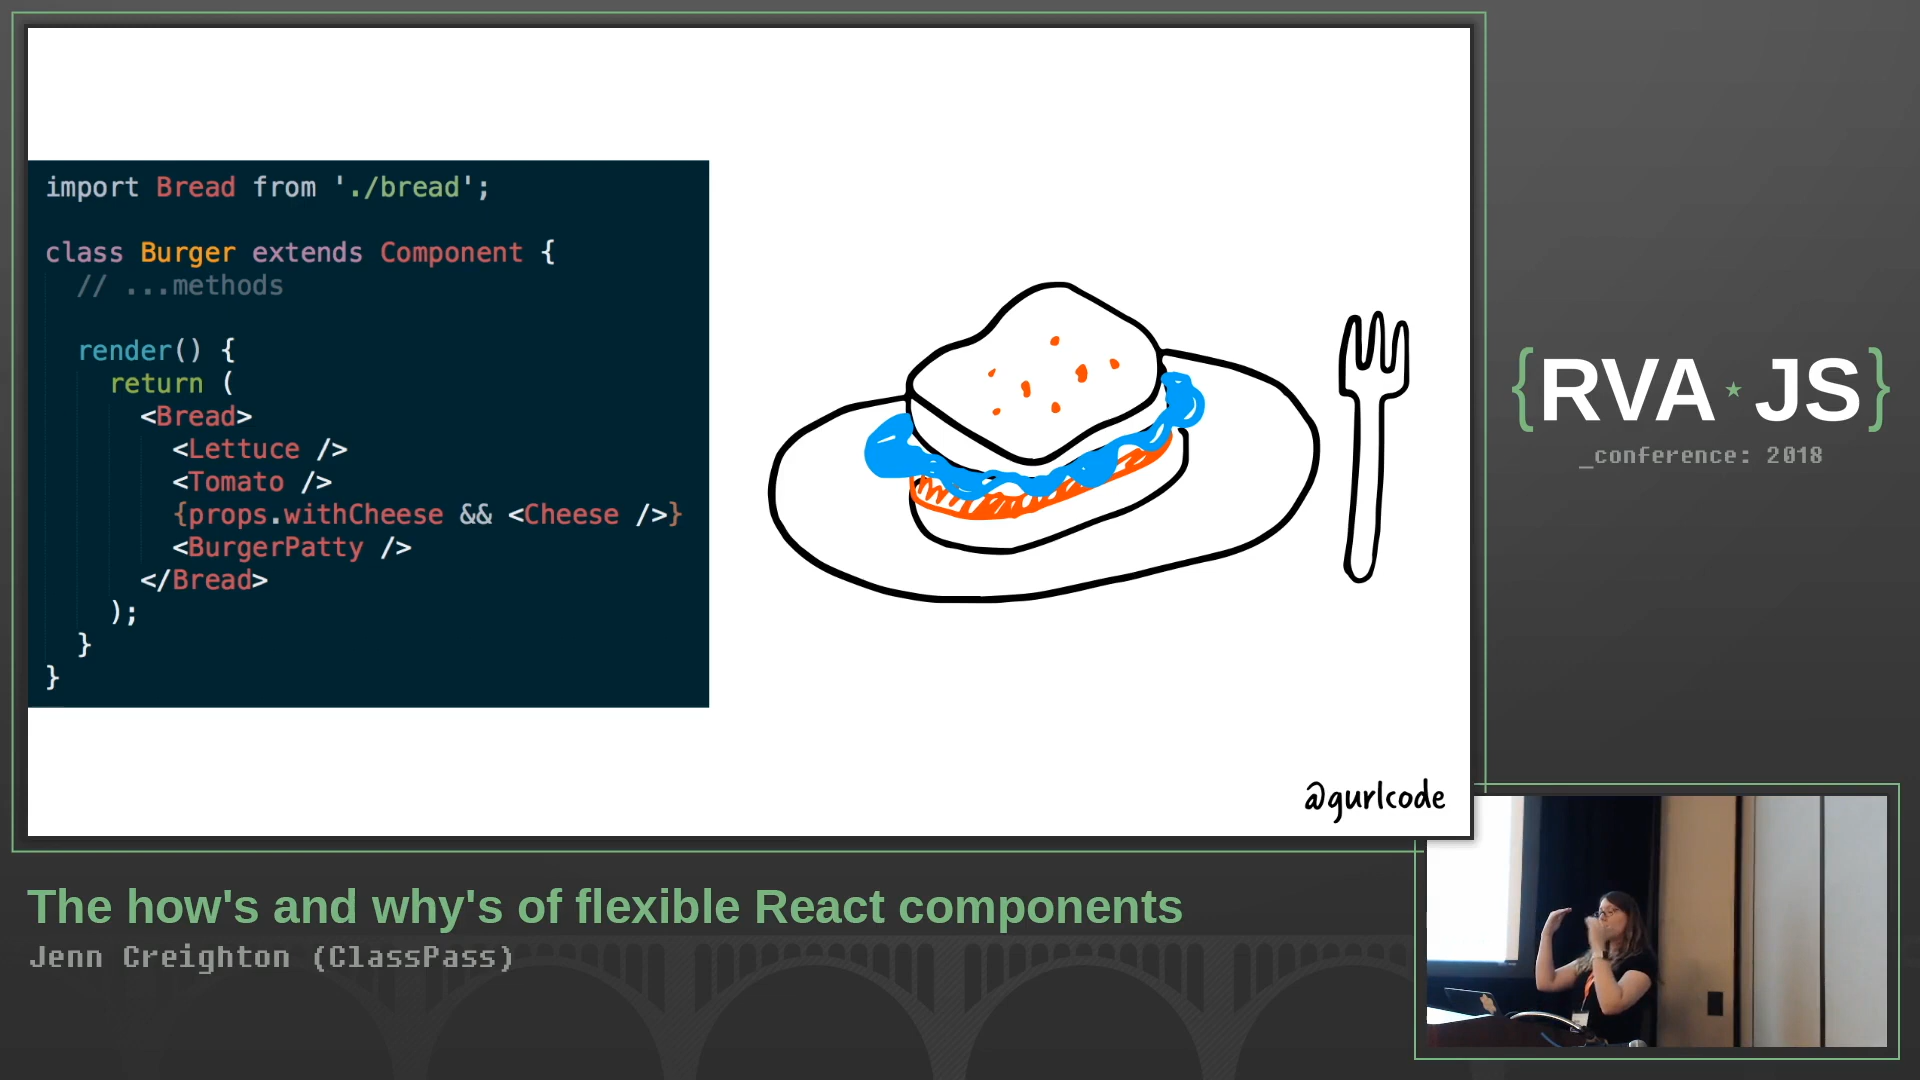 import Bread from './bread';
class Burger extends Component {
// ...methods
render() {
return (
<Bread>
<Lettuce />
<Tomato />
{props.withCheese && <Cheese />}
<BurgerPatty />
</Bread>
);
}
}
@gurlcode
{RVA★JS}
_conference: 2018
The how's and why's of flexible React components
Jenn Creighton (ClassPass)